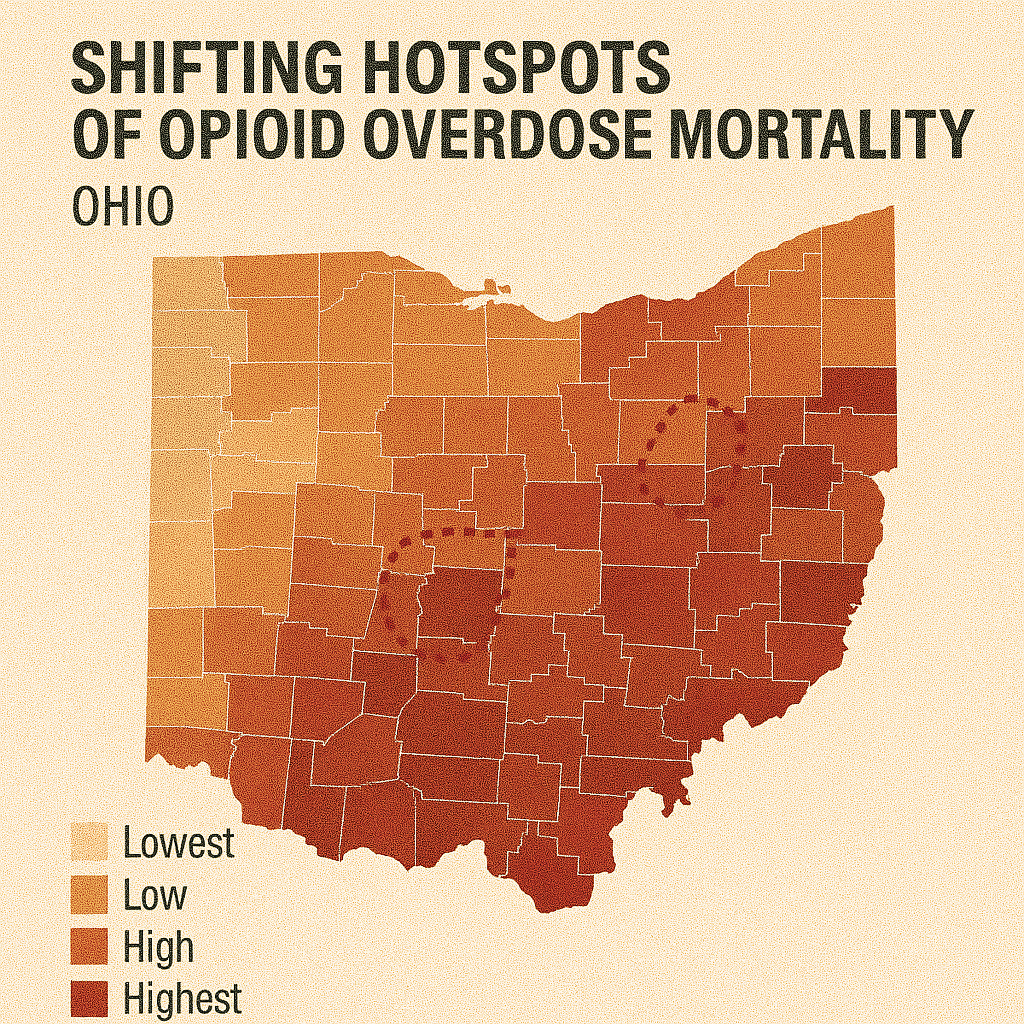 SHIFTING HOTSPOTS
OF OPIOID OVERDOSE MORTALITY
OHIO
Lowest
Low
High
Highest